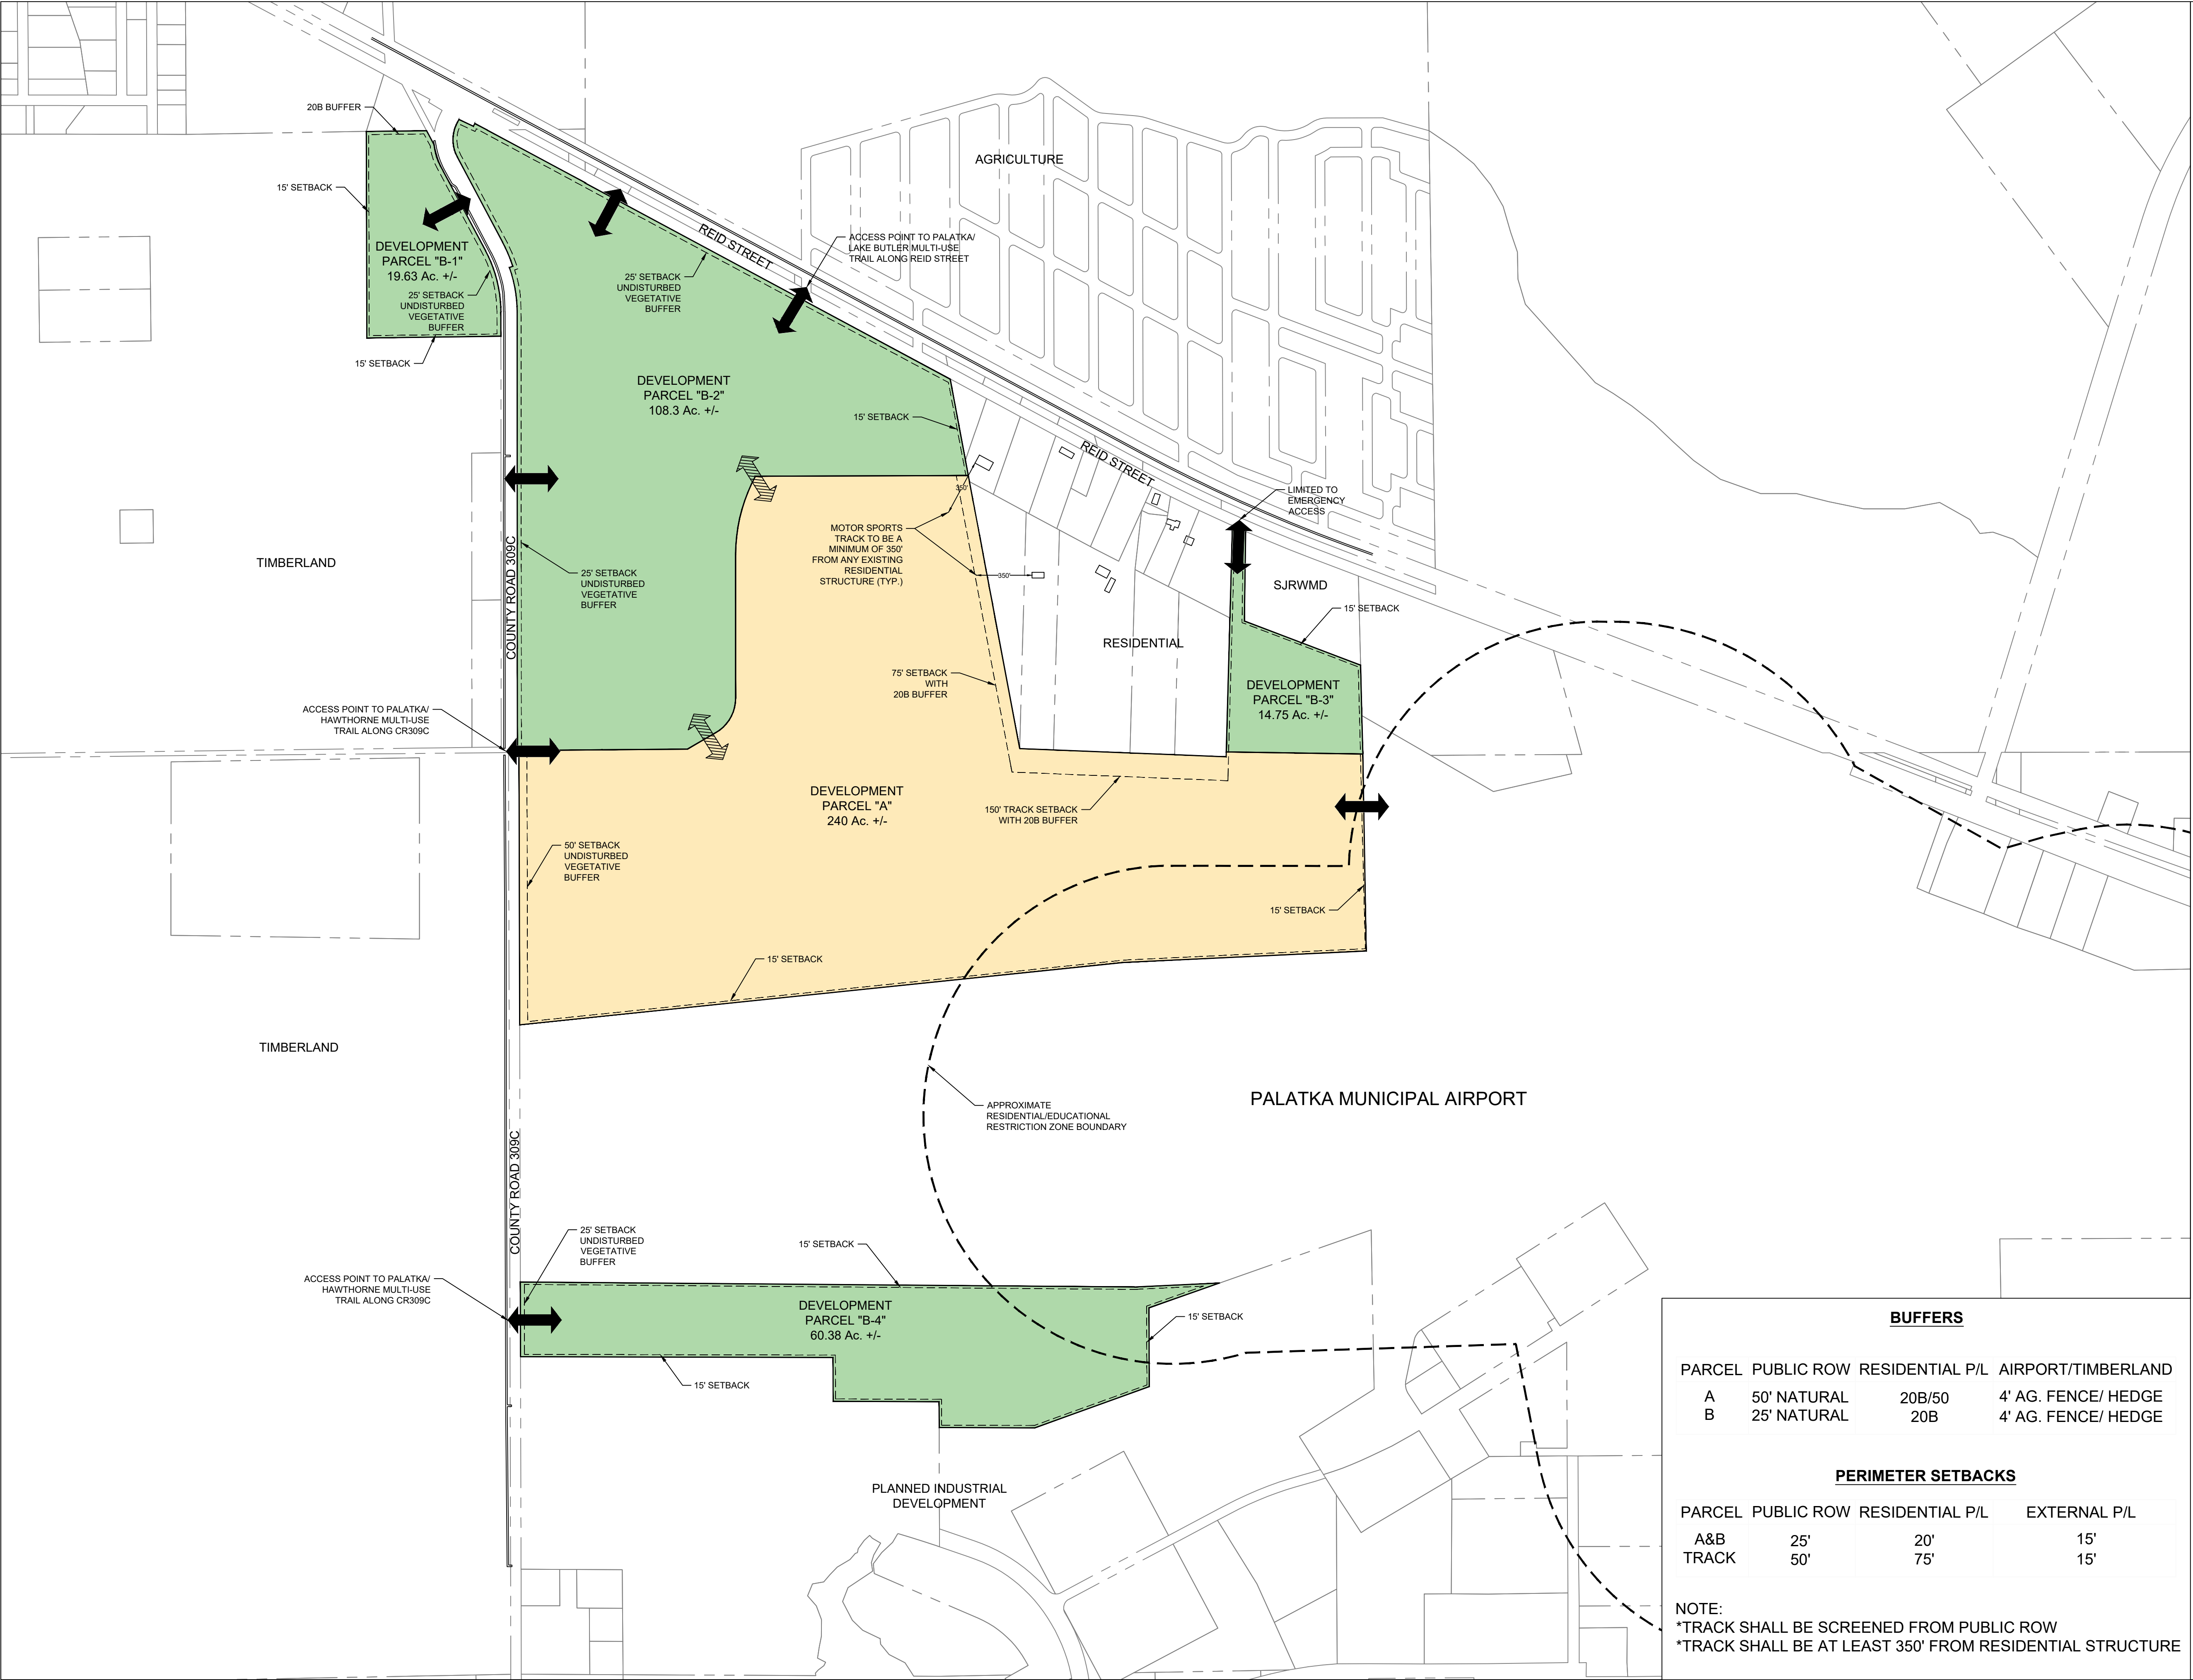 20B BUFFER
15' SETBACK
DEVELOPMENT
PARCEL "B-1"
19.63 Ac. +/-
25' SETBACK
UNDISTURBED
VEGETATIVE
BUFFER
15' SETBACK
AGRICULTURE
REID STREET
ACCESS POINT TO PALATKA/
LAKE BUTLER MULTI-USE
TRAIL ALONG REID STREET
25' SETBACK
UNDISTURBED
VEGETATIVE
BUFFER
DEVELOPMENT
PARCEL "B-2"
108.3 Ac. +/-
15' SETBACK
REID STREET
350'
LIMITED TO
EMERGENCY
ACCESS
MOTOR SPORTS
TRACK TO BE A
MINIMUM OF 350'
FROM ANY EXISTING
RESIDENTIAL
STRUCTURE (TYP.)
350'
TIMBERLAND
COUNTY ROAD 309C
25' SETBACK
UNDISTURBED
VEGETATIVE
BUFFER
SJRWMD
15' SETBACK
RESIDENTIAL
75' SETBACK
WITH
20B BUFFER
DEVELOPMENT
PARCEL "B-3"
14.75 Ac. +/-
ACCESS POINT TO PALATKA/
HAWTHORNE MULTI-USE
TRAIL ALONG CR309C
DEVELOPMENT
PARCEL "A"
240 Ac. +/-
150' TRACK SETBACK
WITH 20B BUFFER
50' SETBACK
UNDISTURBED
VEGETATIVE
BUFFER
15' SETBACK
15' SETBACK
TIMBERLAND
APPROXIMATE
RESIDENTIAL/EDUCATIONAL
RESTRICTION ZONE BOUNDARY
PALATKA MUNICIPAL AIRPORT
COUNTY ROAD 309C
25' SETBACK
UNDISTURBED
VEGETATIVE
BUFFER
15' SETBACK
ACCESS POINT TO PALATKA/
HAWTHORNE MULTI-USE
TRAIL ALONG CR309C
DEVELOPMENT
PARCEL "B-4"
60.38 Ac. +/-
15' SETBACK
15' SETBACK
PLANNED INDUSTRIAL
DEVELOPMENT
BUFFERS
PARCEL PUBLIC ROW RESIDENTIAL P/L AIRPORT/TIMBERLAND
A 50' NATURAL 20B/50 4' AG. FENCE/ HEDGE
B 25' NATURAL 20B 4' AG. FENCE/ HEDGE
PERIMETER SETBACKS
PARCEL PUBLIC ROW RESIDENTIAL P/L EXTERNAL P/L
A&B 25' 20' 15'
TRACK 50' 75' 15'
NOTE:
*TRACK SHALL BE SCREENED FROM PUBLIC ROW
*TRACK SHALL BE AT LEAST 350' FROM RESIDENTIAL STRUCTURE